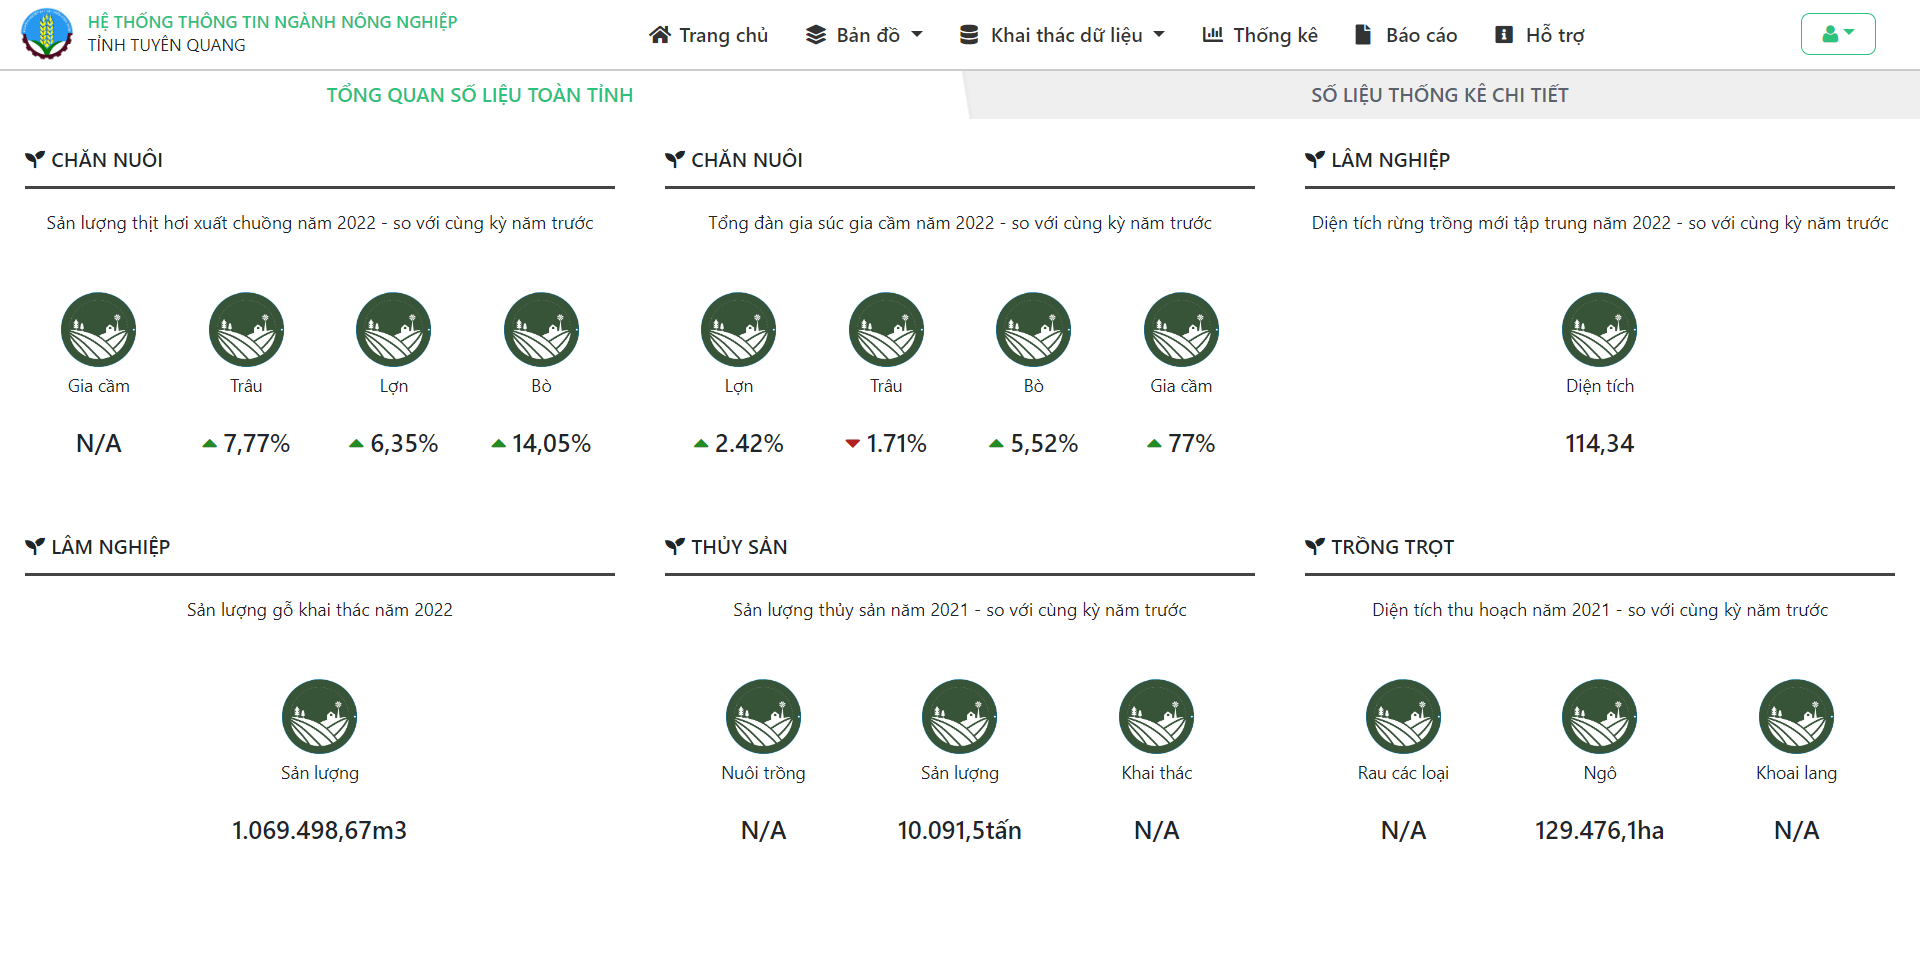 HỆ THỐNG THÔNG TIN NGÀNH NÔNG NGHIỆP
TỈNH TUYÊN QUANG
Trang chủ
Bản đồ
Khai thác dữ liệu
Thống kê
Báo cáo
Hỗ trợ
TỔNG QUAN SỐ LIỆU TOÀN TỈNH
SỐ LIỆU THỐNG KÊ CHI TIẾT
CHĂN NUÔI
Sản lượng thịt hơi xuất chuồng năm 2022 - so với cùng kỳ năm trước
Gia cầm
Trâu
Lợn
Bò
N/A
7,77%
6,35%
14,05%
CHĂN NUÔI
Tổng đàn gia súc gia cầm năm 2022 - so với cùng kỳ năm trước
Lợn
Trâu
Bò
Gia cầm
2.42%
1.71%
5,52%
77%
LÂM NGHIỆP
Diện tích rừng trồng mới tập trung năm 2022 - so với cùng kỳ năm trước
Diện tích
114,34
LÂM NGHIỆP
Sản lượng gỗ khai thác năm 2022
Sản lượng
1.069.498,67m3
THỦY SẢN
Sản lượng thủy sản năm 2021 - so với cùng kỳ năm trước
Nuôi trồng
Sản lượng
Khai thác
N/A
10.091,5tấn
N/A
TRỒNG TRỌT
Diện tích thu hoạch năm 2021 - so với cùng kỳ năm trước
Rau các loại
Ngô
Khoai lang
N/A
129.476,1ha
N/A